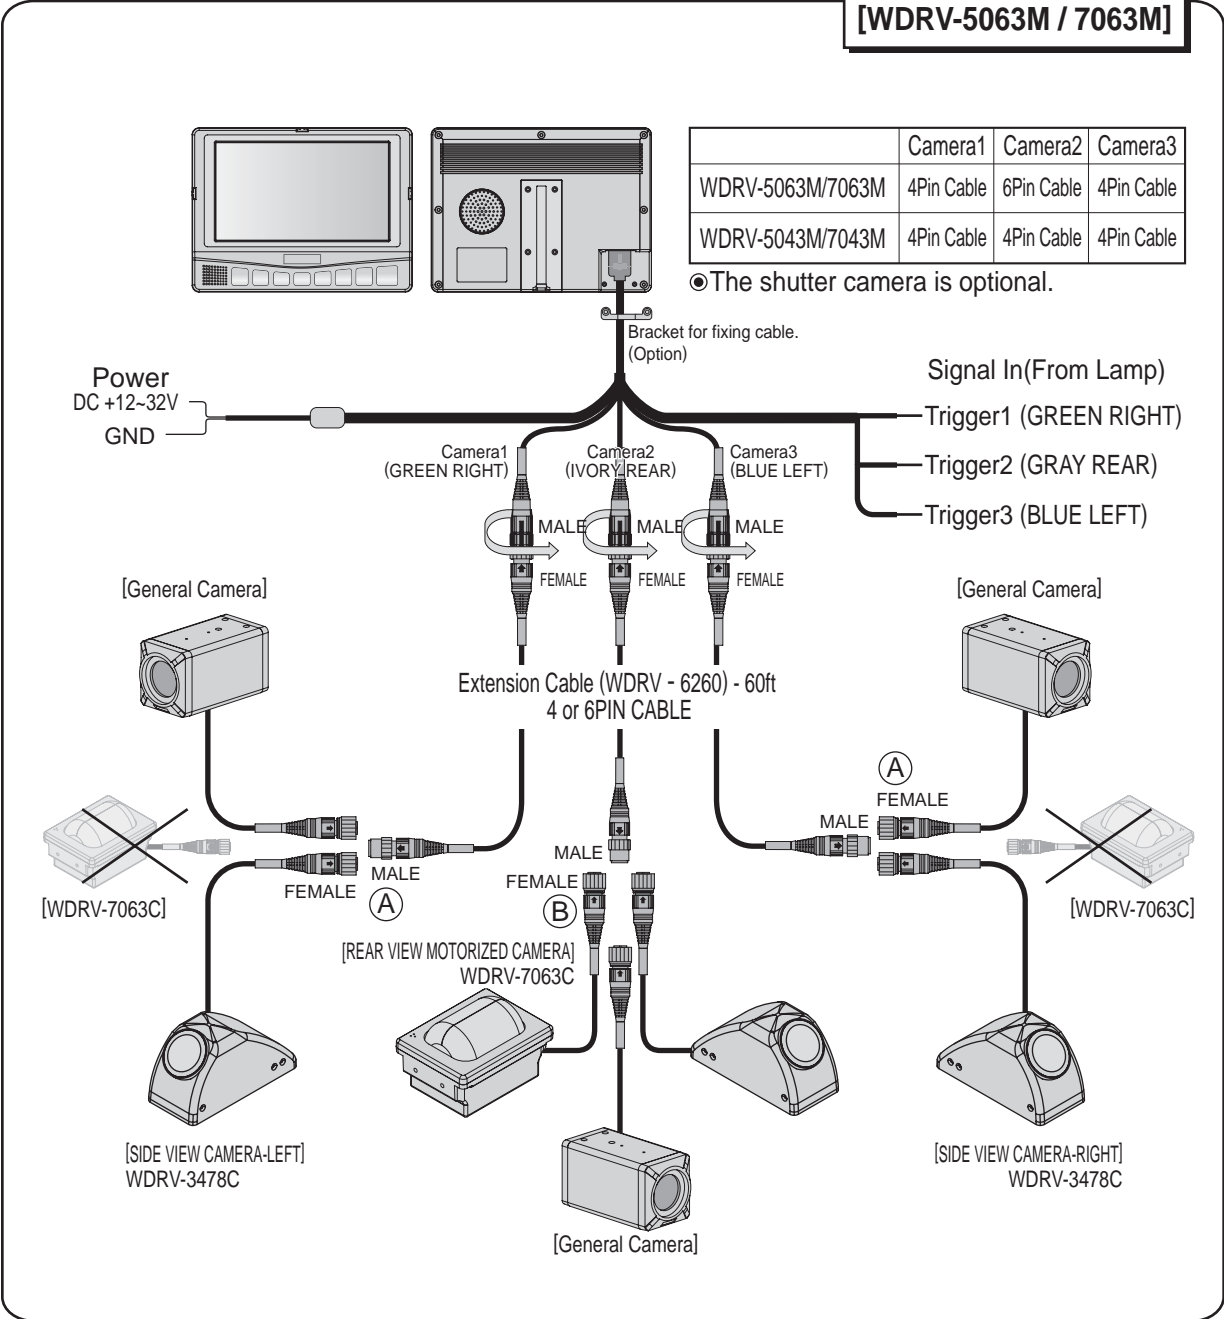 [WDRV-5063M / 7063M]
Camera1 Camera2 Camera3
WDRV-5063M/7063M 4Pin Cable 6Pin Cable 4Pin Cable
WDRV-5043M/7043M 4Pin Cable 4Pin Cable 4Pin Cable
◉The shutter camera is optional.
Bracket for fixing cable.
(Option)
Power
DC +12~32V
GND
Signal In(From Lamp)
Trigger1 (GREEN RIGHT)
Trigger2 (GRAY REAR)
Trigger3 (BLUE LEFT)
Camera1
(GREEN RIGHT)
Camera2
(IVORY REAR)
Camera3
(BLUE LEFT)
MALE
MALE
MALE
FEMALE
FEMALE
FEMALE
[General Camera]
[General Camera]
Extension Cable (WDRV - 6260) - 60ft
4 or 6PIN CABLE
A
FEMALE
MALE
MALE
FEMALE
MALE
A
FEMALE
B
[WDRV-7063C]
[WDRV-7063C]
[REAR VIEW MOTORIZED CAMERA]
WDRV-7063C
[SIDE VIEW CAMERA-LEFT]
WDRV-3478C
[SIDE VIEW CAMERA-RIGHT]
WDRV-3478C
[General Camera]